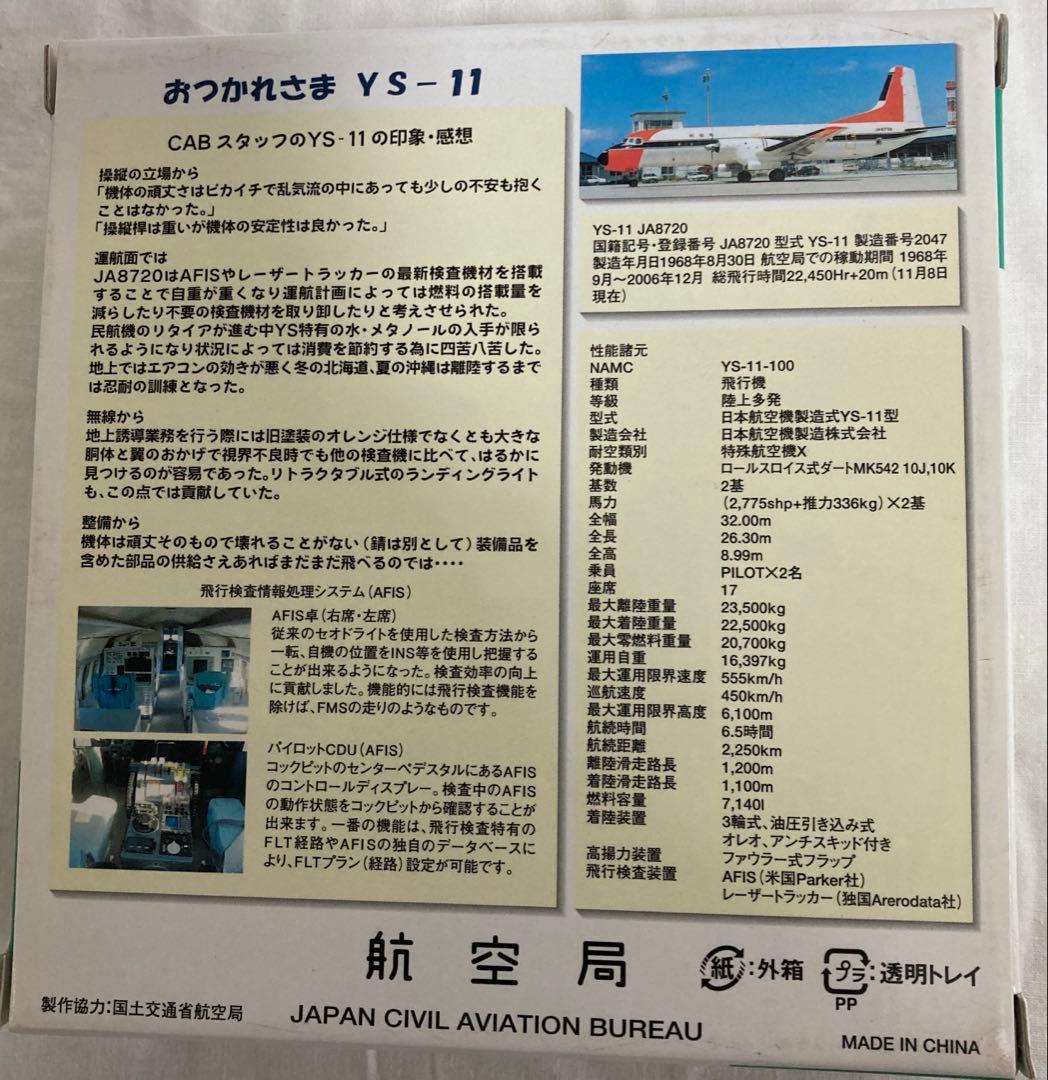 おつかれさま YS-11
CABスタッフのYS-11の印象・感想
操縦の立場から
「機体の頑丈さはピカイチで乱気流の中にあっても少しの不安も抱く
ことはなかった。」
「操縦桿は重いが機体の安定性は良かった。」
運航面では
JA8720はAFISやレーザートラッカーの最新検査機材を搭載
することで自重が重くなり運航計画によっては燃料の搭載量を
減らしたり不要の検査機材を取り卸したりと考えさせられた。
民航機のリタイアが進む中YS特有の水・メタノールの入手が限ら
れるようになり状況によっては消費を節約する為に四苦八苦した。
地上ではエアコンの効きが悪く冬の北海道、夏の沖縄は離陸するまで
は忍耐の訓練となった。
無線から
地上誘導業務を行う際には旧塗装のオレンジ仕様でなくとも大きな
胴体と翼のおかげで視界不良時でも他の検査機に比べて、はるかに
見つけるのが容易であった。リトラクタブル式のランディングライト
も、この点では貢献していた。
整備から
機体は頑丈そのもので壊れることがない(錆は別として)装備品を
含めた部品の供給さえあればまだまだ飛べるのでは‥‥
飛行検査情報処理システム(AFIS)
AFIS卓(右席・左席)
従来のセオドライトを使用した検査方法から
一転、自機の位置をINS等を使用し把握する
ことが出来るようになった。検査効率の向上
に貢献しました。機能的には飛行検査機能を
除けば、FMSの走りのようなものです。
パイロットCDU(AFIS)
コックピットのセンターペデスタルにあるAFIS
のコントロールディスプレー。検査中のAFIS
の動作状態をコックピットから確認することが
出来ます。一番の機能は、飛行検査特有の
FLT経路やAFISの独自のデータベースに
より、FLTプラン(経路)設定が可能です。
YS-11 JA8720
国籍記号・登録番号 JA8720 型式 YS-11 製造番号2047
製造年月日1968年8月30日 航空局での稼動期間 1968年
9月〜2006年12月 総飛行時間22,450Hr+20m(11月8日
現在)
性能諸元
NAMC YS-11-100
種類 飛行機
等級 陸上多発
型式 日本航空機製造式YS-11型
製造会社 日本航空機製造株式会社
耐空類別 特殊航空機X
発動機 ロールスロイス式ダートMK542 10J,10K
基数 2基
馬力 (2,775shp+推力336kg)×2基
全幅 32.00m
全長 26.30m
全高 8.99m
乗員 PILOT×2名
座席 17
最大離陸重量 23,500kg
最大着陸重量 22,500kg
最大零燃料重量 20,700kg
運用自重 16,397kg
最大運用限界速度 555km/h
巡航速度 450km/h
最大運用限界高度 6,100m
航続時間 6.5時間
航続距離 2,250km
離陸滑走路長 1,200m
着陸滑走路長 1,100m
燃料容量 7,140l
着陸装置 3輪式、油圧引き込み式
オレオ、アンチスキッド付き
高揚力装置 ファウラー式フラップ
飛行検査装置 AFIS(米国Parker社)
レーザートラッカー(独国Arerodata社)
航空局
紙:外箱
プラ:透明トレイ
PP
製作協力:国土交通省航空局
JAPAN CIVIL AVIATION BUREAU
MADE IN CHINA